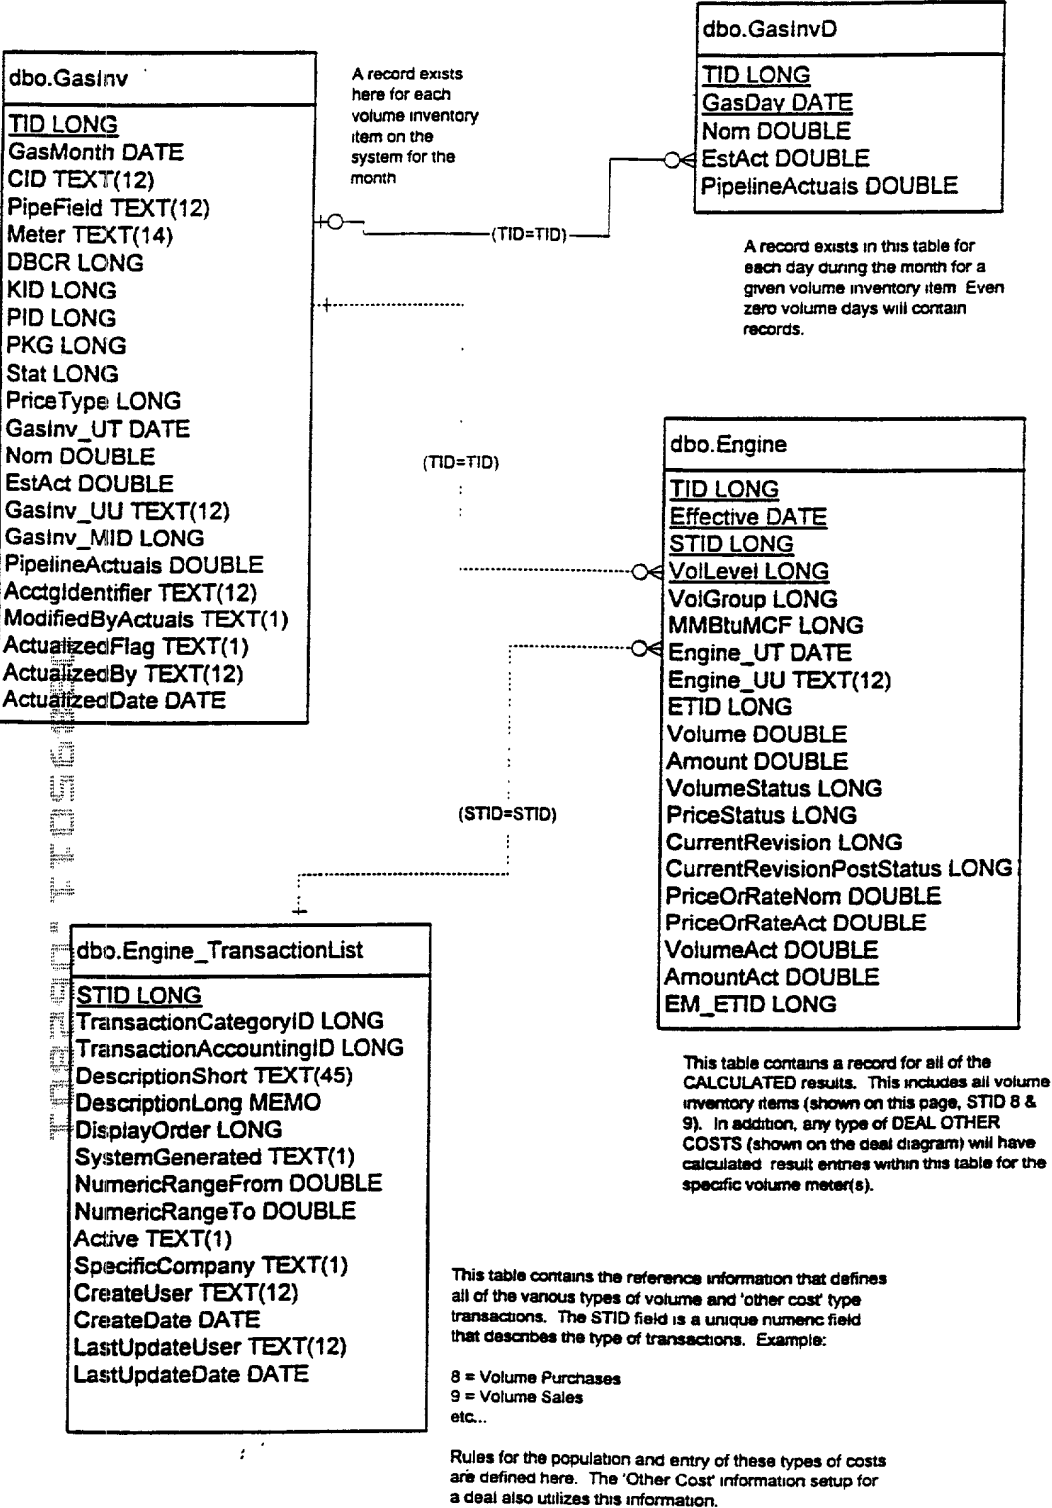 dbo.GasInvD
TID LONG
GasDay DATE
Nom DOUBLE
EstAct DOUBLE
PipelineActuals DOUBLE
A record exists in this table for
each day during the month for a
given volume inventory item Even
zero volume days will contain
records.
dbo.GasInv
TID LONG
GasMonth DATE
CID TEXT(12)
PipeField TEXT(12)
Meter TEXT(14)
DBCR LONG
KID LONG
PID LONG
PKG LONG
Stat LONG
PriceType LONG
GasInv_UT DATE
Nom DOUBLE
EstAct DOUBLE
GasInv_UU TEXT(12)
GasInv_MID LONG
PipelineActuals DOUBLE
AcctgIdentifier TEXT(12)
ModifiedByActuals TEXT(1)
ActualizedFlag TEXT(1)
ActualizedBy TEXT(12)
ActualizedDate DATE
A record exists
here for each
volume inventory
item on the
system for the
month
(TID=TID)
(TID=TID)
(STID=STID)
dbo.Engine
TID LONG
Effective DATE
STID LONG
VolLevel LONG
VolGroup LONG
MMBtuMCF LONG
Engine_UT DATE
Engine_UU TEXT(12)
ETID LONG
Volume DOUBLE
Amount DOUBLE
VolumeStatus LONG
PriceStatus LONG
CurrentRevision LONG
CurrentRevisionPostStatus LONG
PriceOrRateNom DOUBLE
PriceOrRateAct DOUBLE
VolumeAct DOUBLE
AmountAct DOUBLE
EM_ETID LONG
This table contains a record for all of the
CALCULATED results. This includes all volume
inventory items (shown on this page, STID 8 &
9). In addition, any type of DEAL OTHER
COSTS (shown on the deal diagram) will have
calculated result entries within this table for the
specific volume meter(s).
dbo.Engine_TransactionList
STID LONG
TransactionCategoryID LONG
TransactionAccountingID LONG
DescriptionShort TEXT(45)
DescriptionLong MEMO
DisplayOrder LONG
SystemGenerated TEXT(1)
NumericRangeFrom DOUBLE
NumericRangeTo DOUBLE
Active TEXT(1)
SpecificCompany TEXT(1)
CreateUser TEXT(12)
CreateDate DATE
LastUpdateUser TEXT(12)
LastUpdateDate DATE
This table contains the reference information that defines
all of the various types of volume and 'other cost' type
transactions. The STID field is a unique numeric field
that describes the type of transactions. Example:
8 = Volume Purchases
9 = Volume Sales
etc...
Rules for the population and entry of these types of costs
are defined here. The 'Other Cost' information setup for
a deal also utilizes this information.